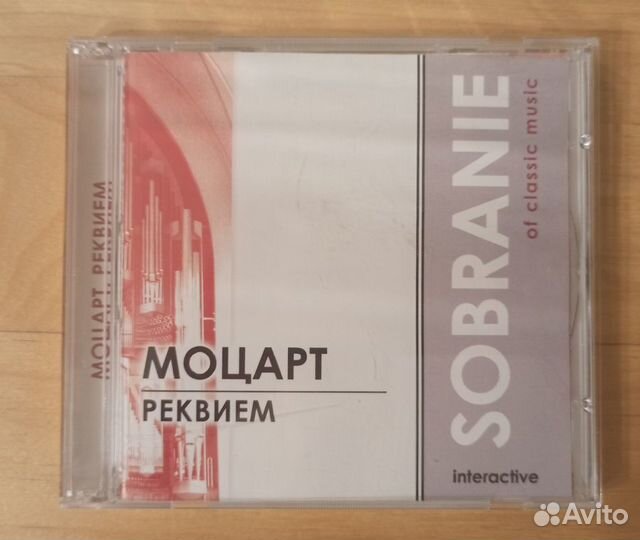 МОЦАРТ РЕКВИЕМ
МОЦАРТ
РЕКВИЕМ
SOBRANIE
of classic music
interactive
Avito